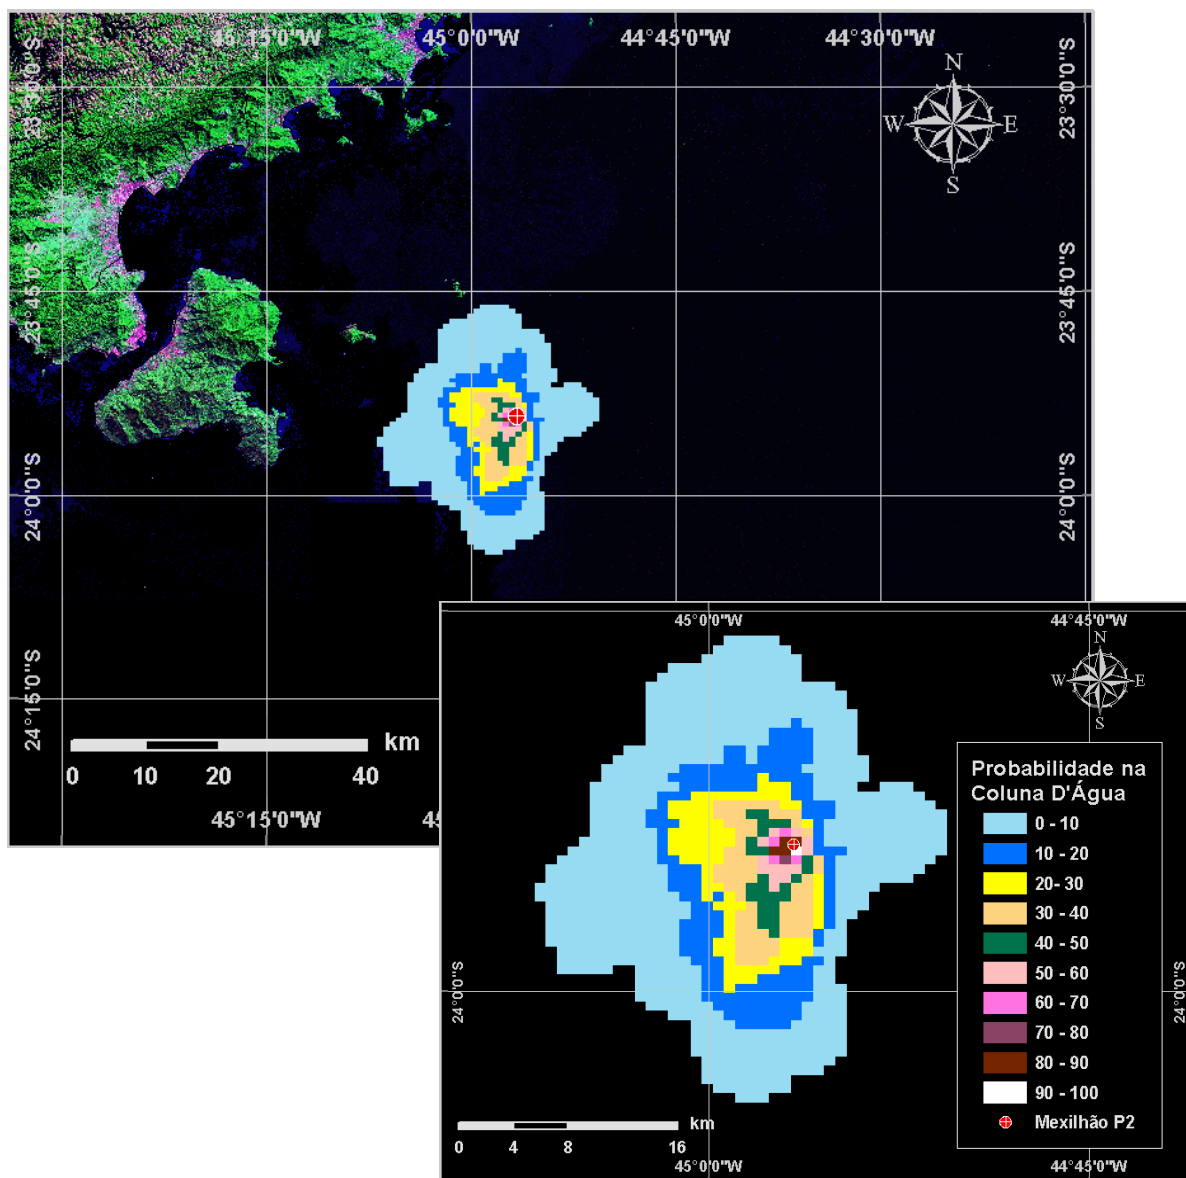 45°15'0"W
45°0'0"W
44°45'0"W
44°30'0"W
23°30'0"S
23°30'0"S
N
W
E
S
23°45'0"S
23°45'0"S
24°0'0"S
24°0'0"S
24°15'0"S
km
0 10 20 40
45°15'0"W
45
45°0'0"W
44°45'0"W
N
W
E
S
Probabilidade na
Coluna D'Água
0 - 10
10 - 20
20- 30
30 - 40
40 - 50
50 - 60
60 - 70
70 - 80
80 - 90
90 - 100
Mexilhão P2
24°0'0"S
24°0'0"S
km
0 4 8 16
45°0'0"W
44°45'0"W